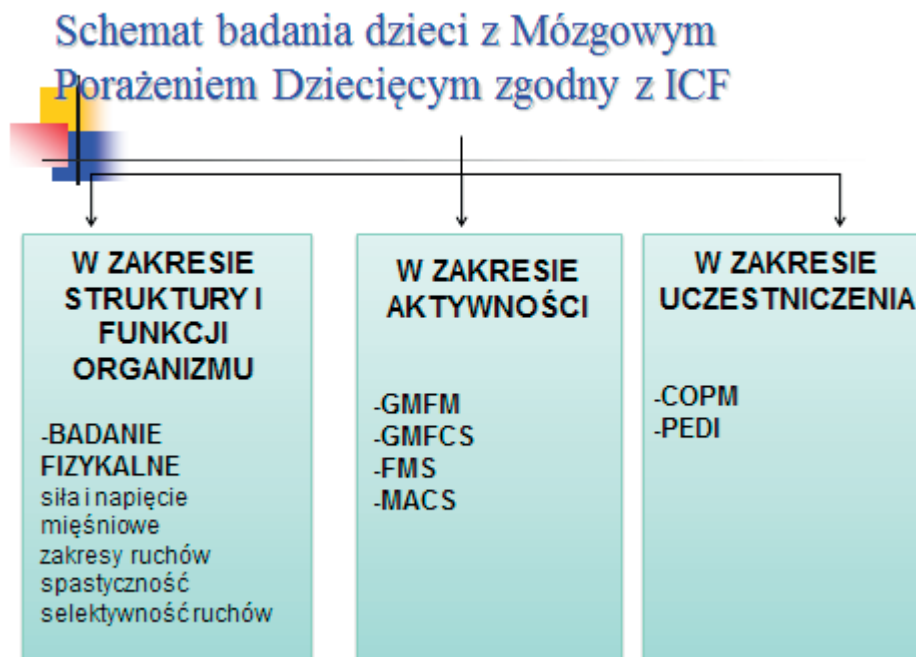 Schemat badania dzieci z Mózgowym
Porażeniem Dziecięcym zgodny z ICF
W ZAKRESIE
STRUKTURY I
FUNKCJI
ORGANIZMU
-BADANIE
FIZYKALNE
siła i napięcie
mięśniowe
zakresy ruchów
spastyczność
selektywność ruchów
W ZAKRESIE
AKTYWNOŚCI
-GMFM
-GMFCS
-FMS
-MACS
W ZAKRESIE
UCZESTNICZENIA
-COPM
-PEDI